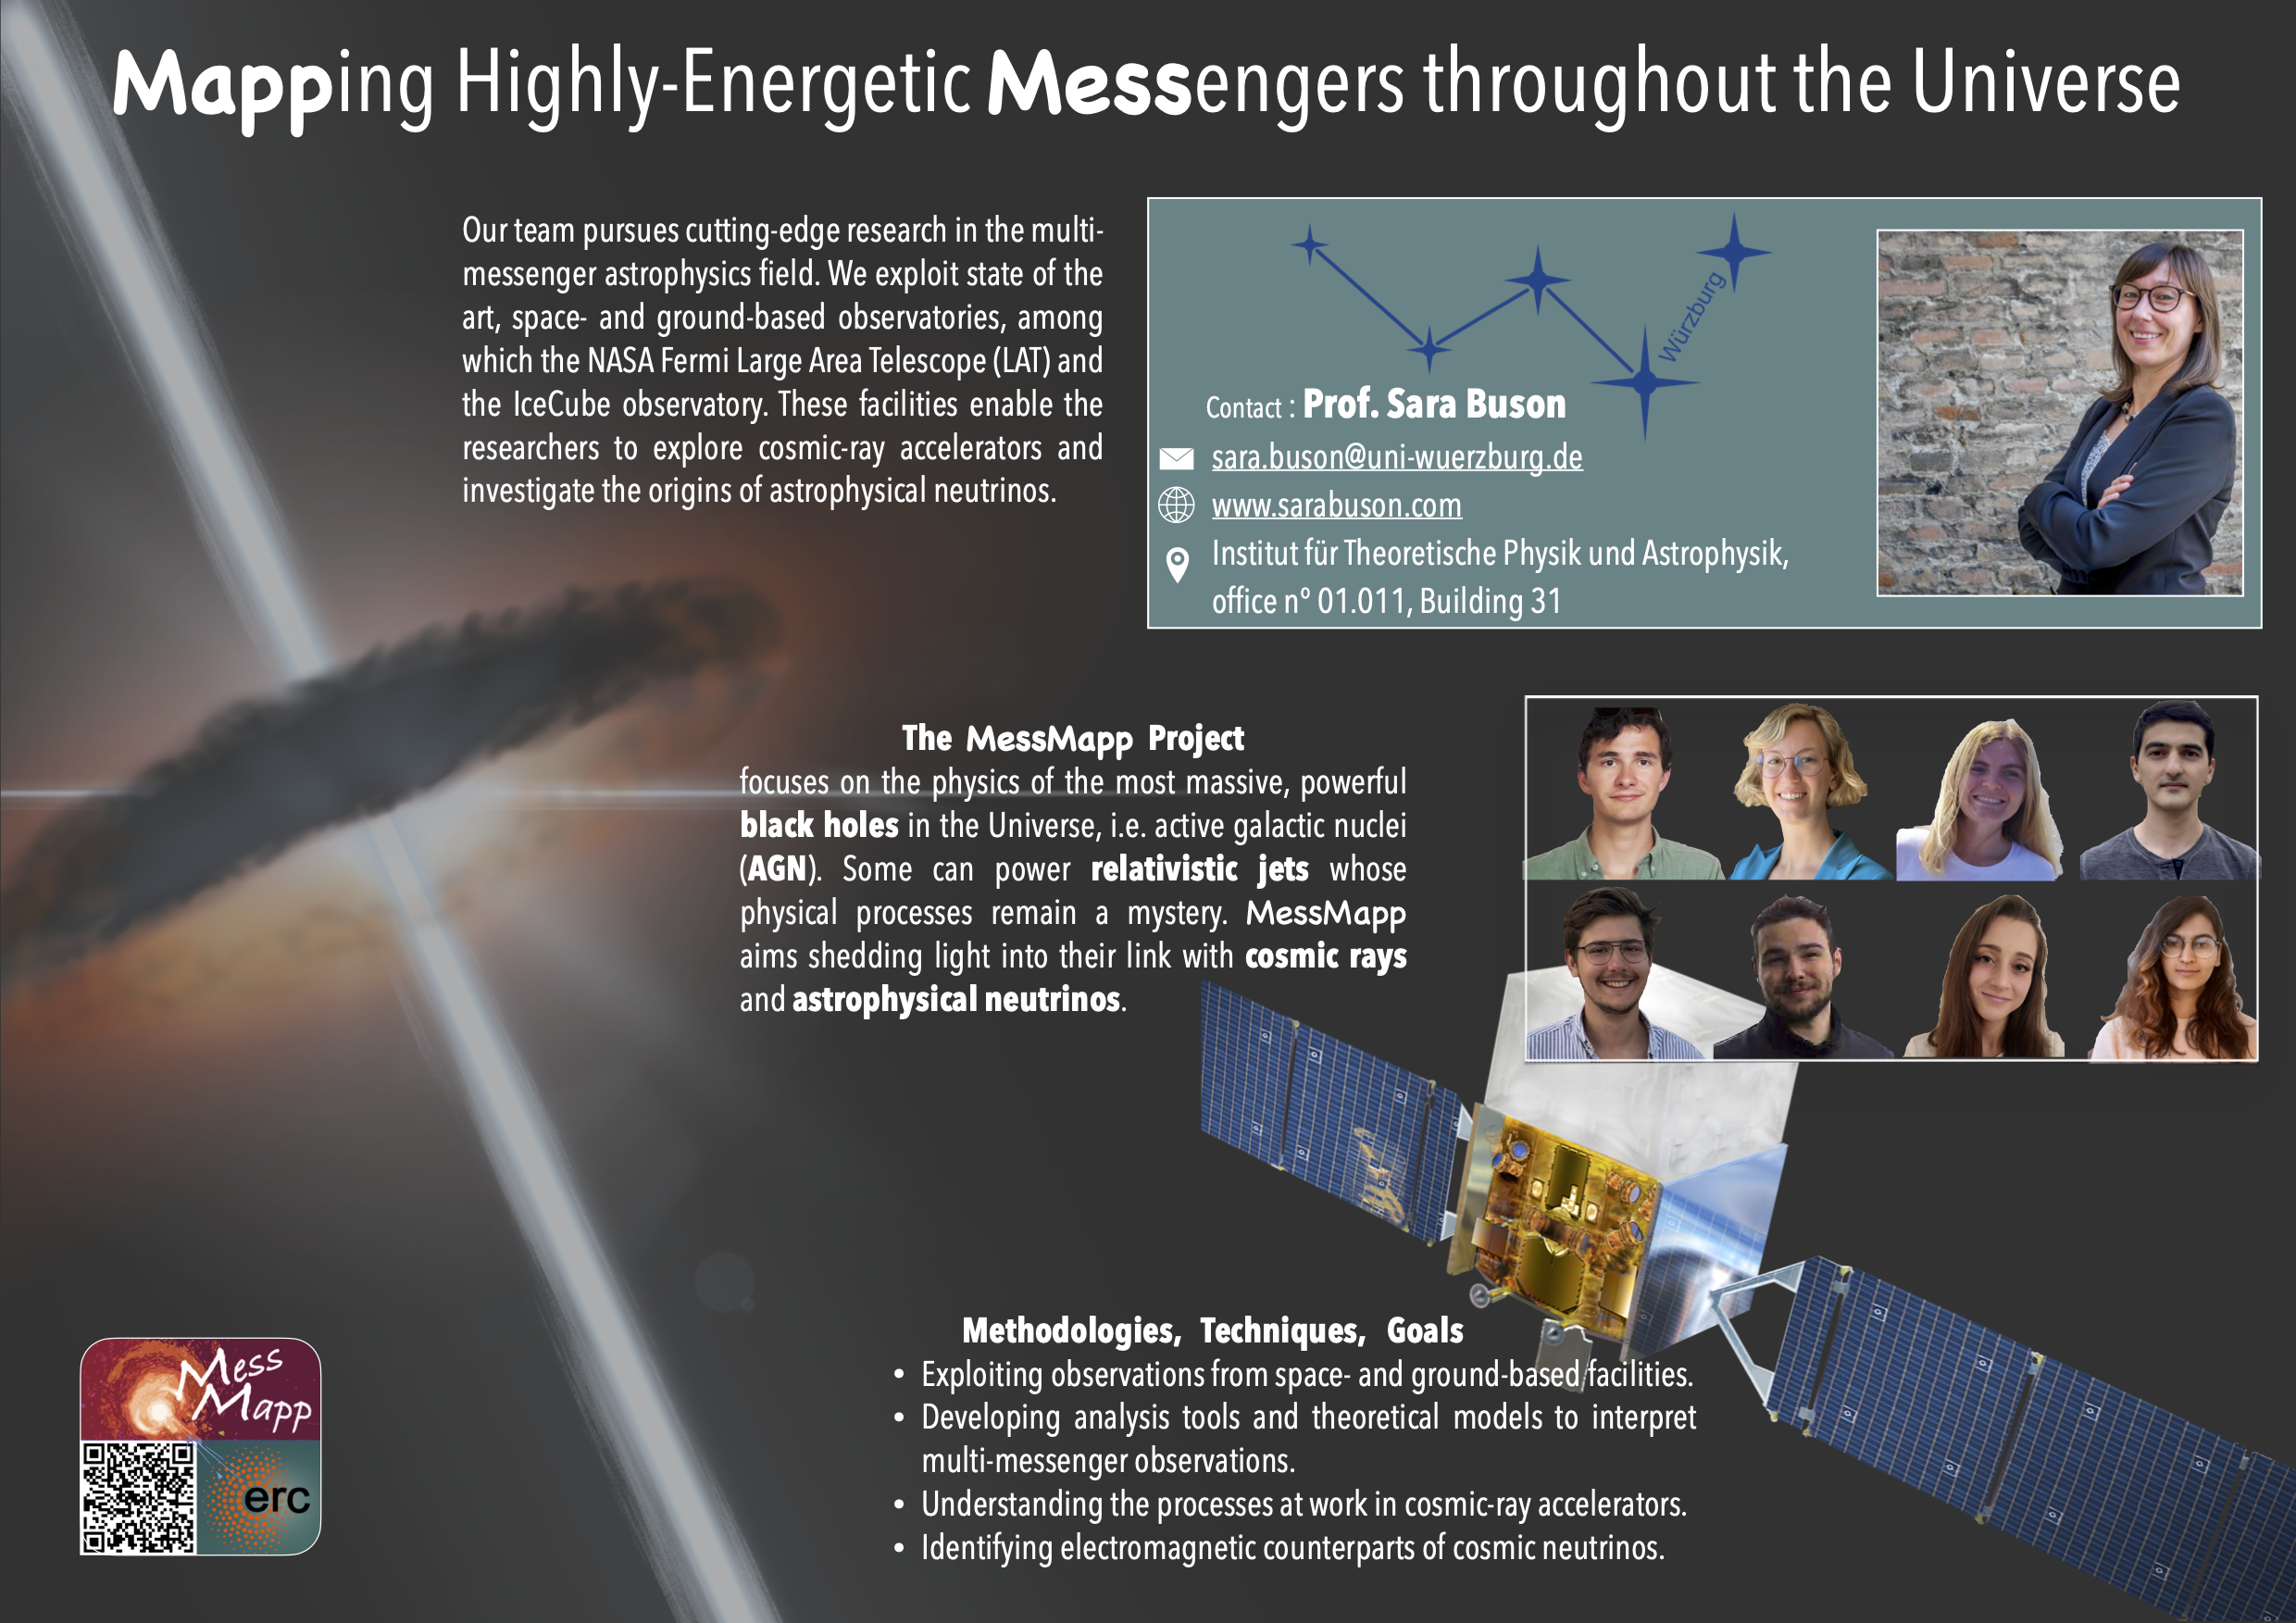 Mapping Highly-Energetic Messengers throughout the Universe
Our team pursues cutting-edge research in the multi-
messenger astrophysics field. We exploit state of the
art, space- and ground-based observatories, among
which the NASA Fermi Large Area Telescope (LAT) and
the IceCube observatory. These facilities enable the
researchers to explore cosmic-ray accelerators and
investigate the origins of astrophysical neutrinos.
Würzburg
Contact : Prof. Sara Buson
sara.buson@uni-wuerzburg.de
www.sarabuson.com
Institut für Theoretische Physik und Astrophysik,
office nº 01.011, Building 31
The MessMapp Project
focuses on the physics of the most massive, powerful
black holes in the Universe, i.e. active galactic nuclei
(AGN). Some can power relativistic jets whose
physical processes remain a mystery. MessMapp
aims shedding light into their link with cosmic rays
and astrophysical neutrinos.
Methodologies, Techniques, Goals
• Exploiting observations from space- and ground-based facilities.
• Developing analysis tools and theoretical models to interpret
multi-messenger observations.
• Understanding the processes at work in cosmic-ray accelerators.
• Identifying electromagnetic counterparts of cosmic neutrinos.
Mess
Mapp
erc